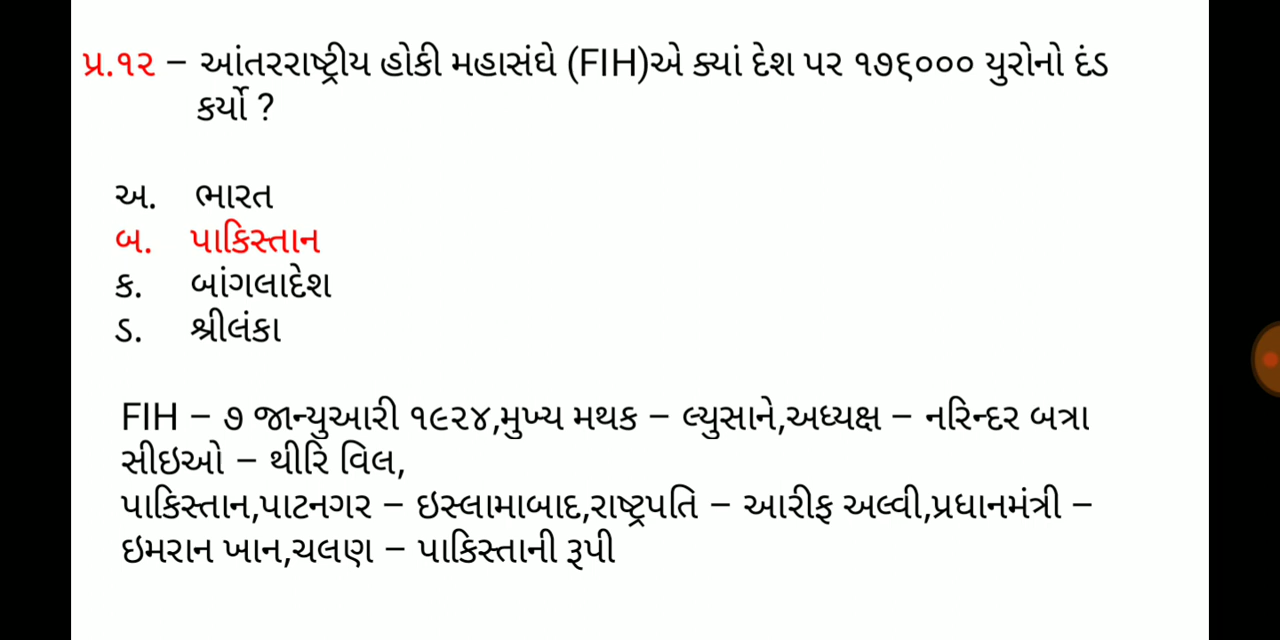 પ્ર.૧૨ – આંતરરાષ્ટ્રીય હોકી મહાસંઘે (FIH)એ ક્યાં દેશ પર ૧૭૬૦૦૦ યુરોનો દંડ
કર્યો ?
અ. ભારત
બ. પાકિસ્તાન
ક. બાંગલાદેશ
ડ. શ્રીલંકા
FIH – ૭ જાન્યુઆરી ૧૯૨૪,મુખ્ય મથક – લ્યુસાને,અધ્યક્ષ – નરિન્દર બત્રા
સીઇઓ – થીરિ વિલ,
પાકિસ્તાન,પાટનગર – ઇસ્લામાબાદ,રાષ્ટ્રપતિ – આરીફ અલ્વી,પ્રધાનમંત્રી –
ઇમરાન ખાન,ચલણ – પાકિસ્તાની રૂપી